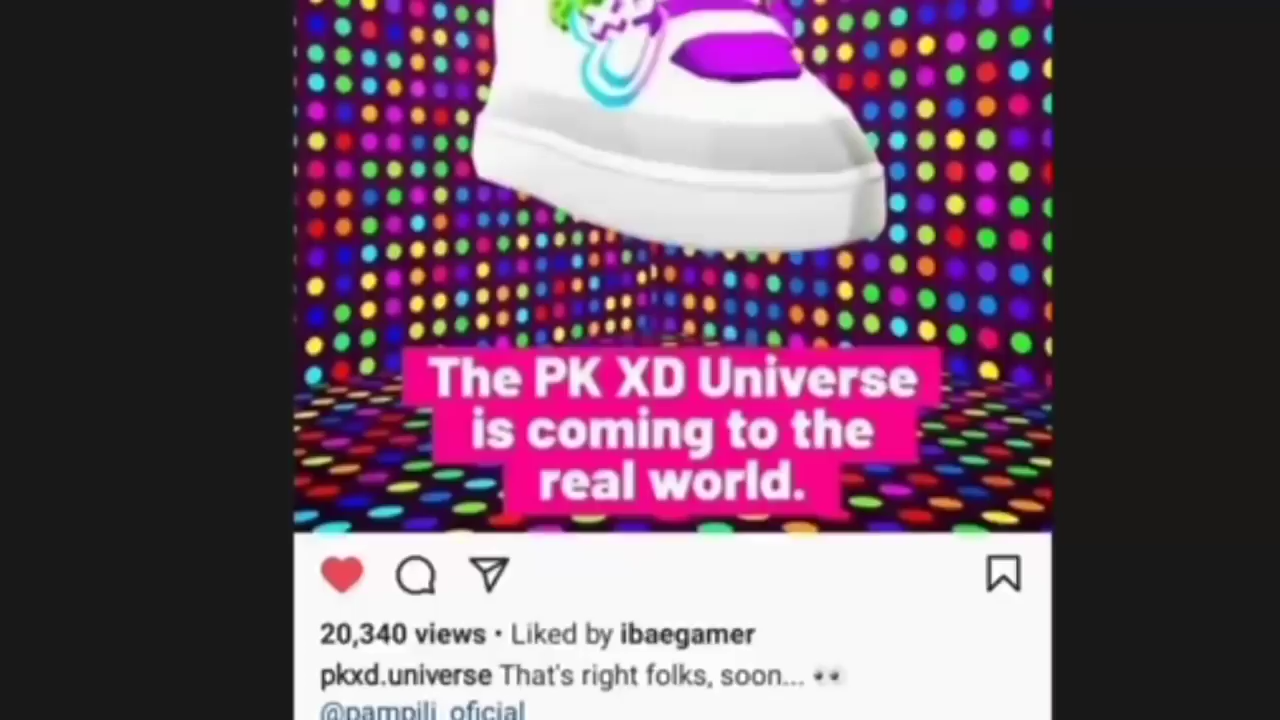 The PK XD Universe
is coming to the
real world.
20,340 views • Liked by ibaegamer
pkxd.universe That's right folks, soon... 👀
@pampili_oficial